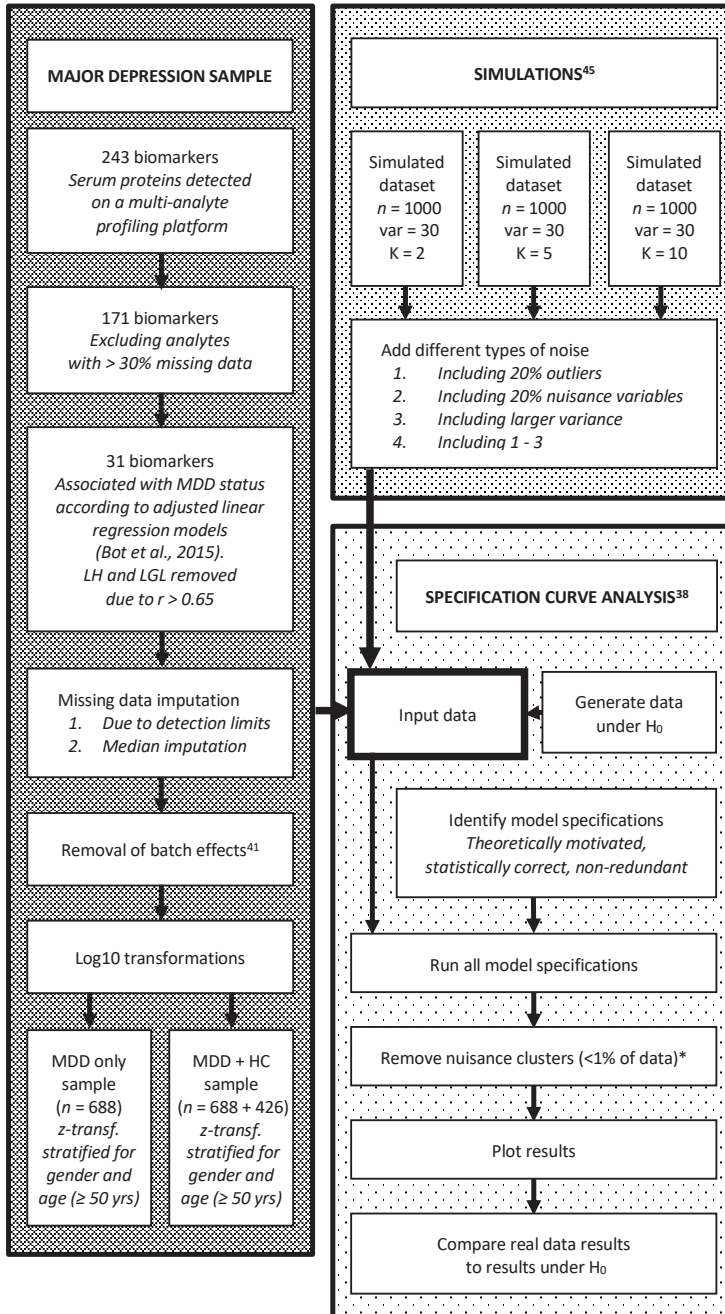 MAJOR DEPRESSION SAMPLE
243 biomarkers
Serum proteins detected
on a multi-analyte
profiling platform
171 biomarkers
Excluding analytes
with > 30% missing data
31 biomarkers
Associated with MDD status
according to adjusted linear
regression models
(Bot et al., 2015).
LH and LGL removed
due to r > 0.65
Missing data imputation
1. Due to detection limits
2. Median imputation
Removal of batch effects⁴¹
Log10 transformations
MDD only
sample
(n = 688)
z-transf.
stratified for
gender and
age (≥ 50 yrs)
MDD + HC
sample
(n = 688 + 426)
z-transf.
stratified for
gender and
age (≥ 50 yrs)
SIMULATIONS⁴⁵
Simulated
dataset
n = 1000
var = 30
K = 2
Simulated
dataset
n = 1000
var = 30
K = 5
Simulated
dataset
n = 1000
var = 30
K = 10
Add different types of noise
1. Including 20% outliers
2. Including 20% nuisance variables
3. Including larger variance
4. Including 1 - 3
SPECIFICATION CURVE ANALYSIS³⁸
Input data
Generate data
under H₀
Identify model specifications
Theoretically motivated,
statistically correct, non-redundant
Run all model specifications
Remove nuisance clusters (<1% of data)*
Plot results
Compare real data results
to results under H₀